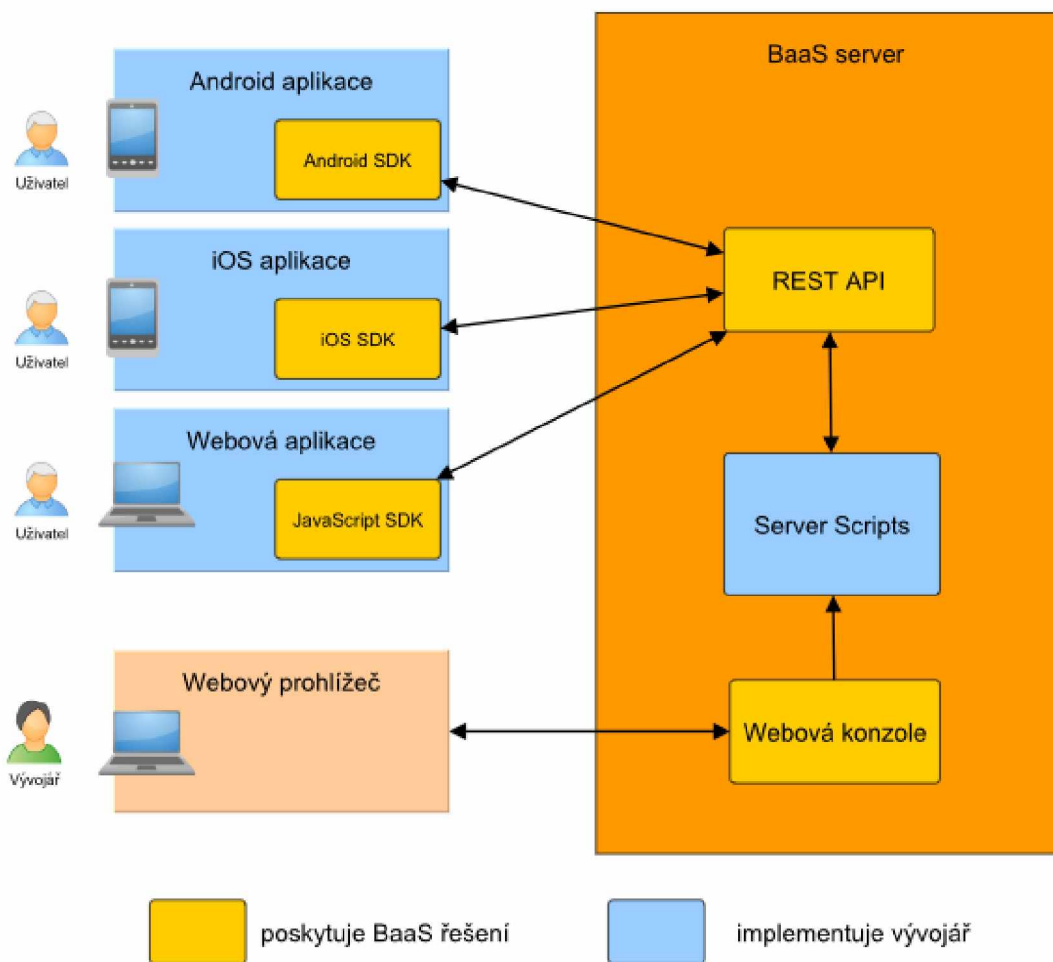 BaaS server
Android aplikace
Android SDK
Uživatel
iOS aplikace
iOS SDK
Uživatel
REST API
Webová aplikace
JavaScript SDK
Uživatel
Server Scripts
Webový prohlížeč
Vývojář
Webová konzole
poskytuje BaaS řešení
implementuje vývojář